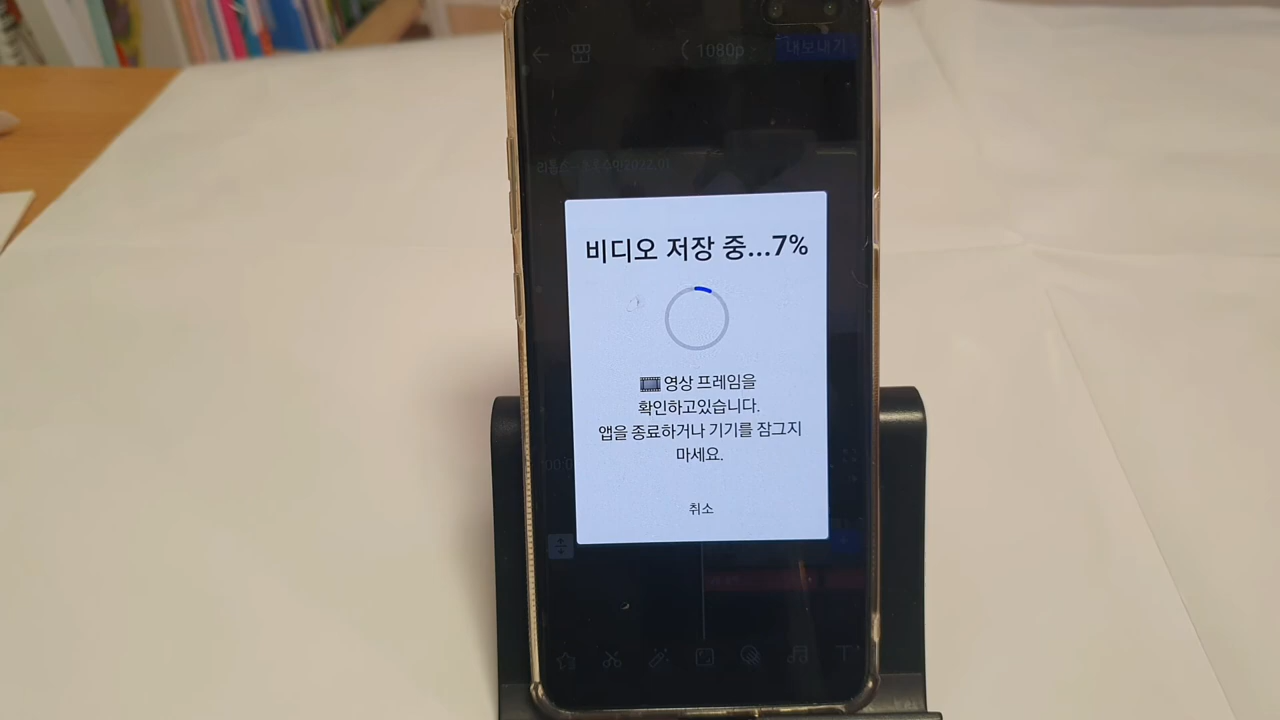 1080p
내보내기
비디오 저장 중...7%
영상 프레임을
확인하고있습니다.
앱을 종료하거나 기기를 잠그지
마세요.
취소